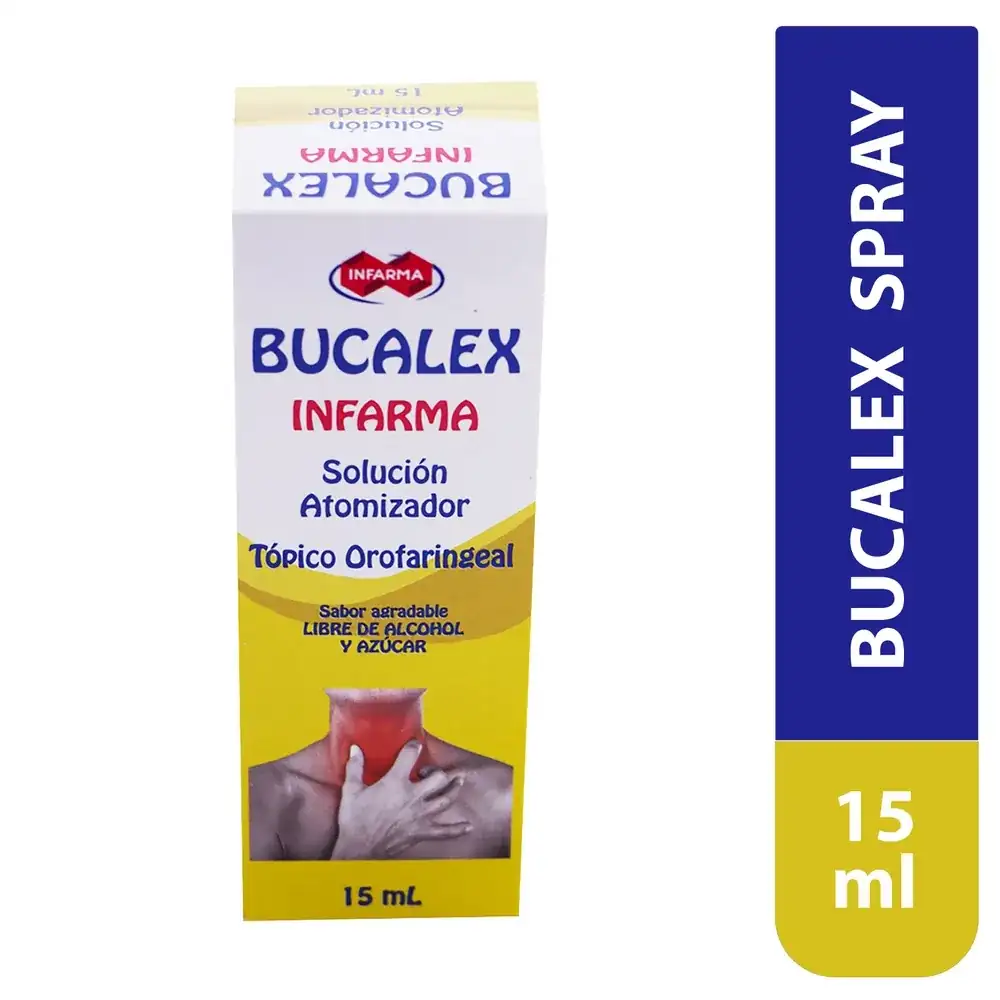 15 mL
Solución
Atomizador
INFARMA
BUCALEX
INFARMA
BUCALEX
INFARMA
Solución
Atomizador
Tópico Orofaringeal
Sabor agradable
LIBRE DE ALCOHOL
Y AZÚCAR
15 mL
BUCALEX SPRAY
15
ml